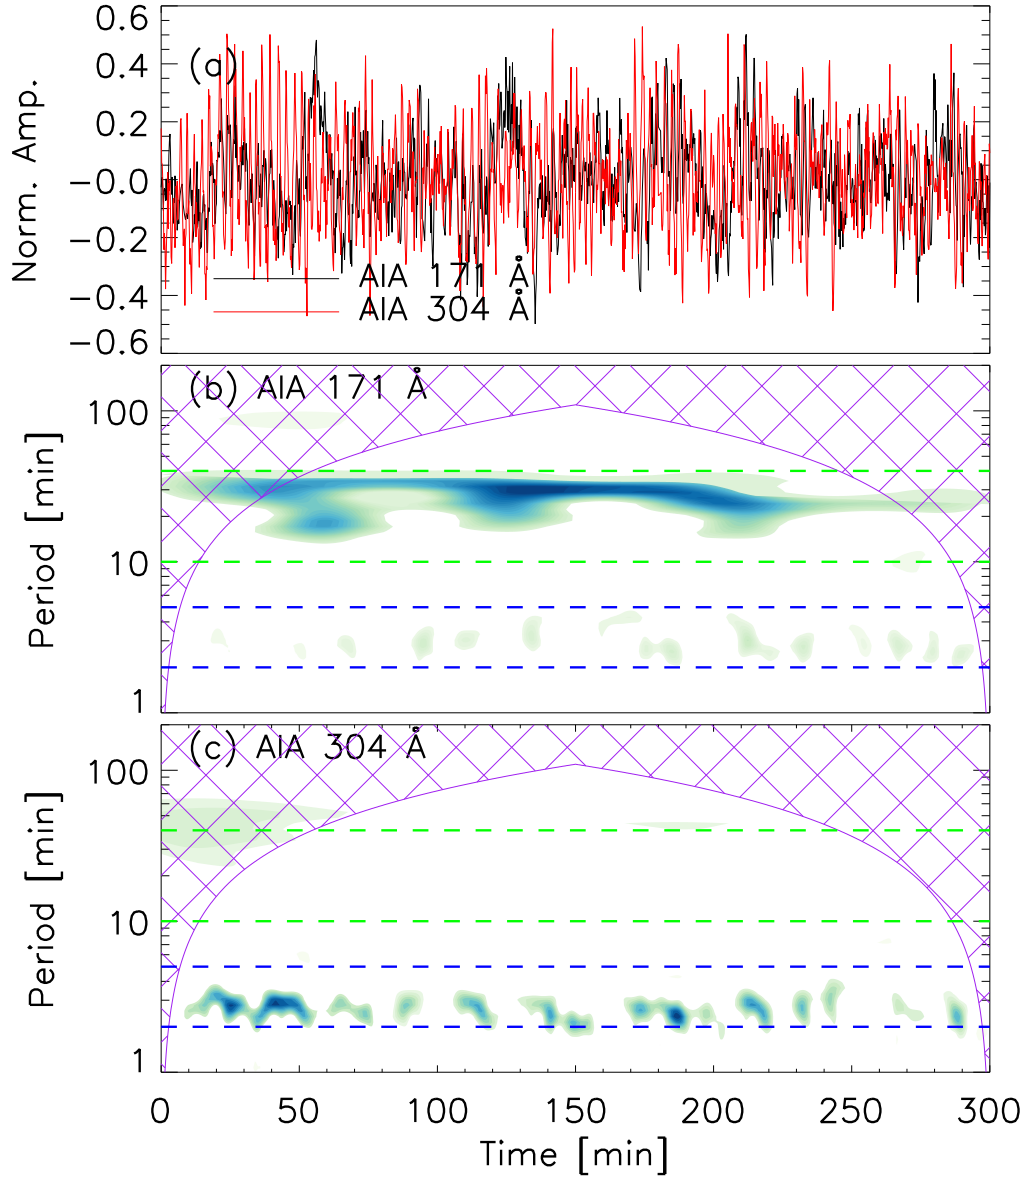 0.6
(a)
0.4
0.2
−0.0
−0.2
−0.4
−0.6
Norm. Amp.
AIA 171 Å
AIA 304 Å
(b) AIA 171 Å
100
10
1
Period [min]
(c) AIA 304 Å
100
10
1
Period [min]
0 50 100 150 200 250 300
Time [min]